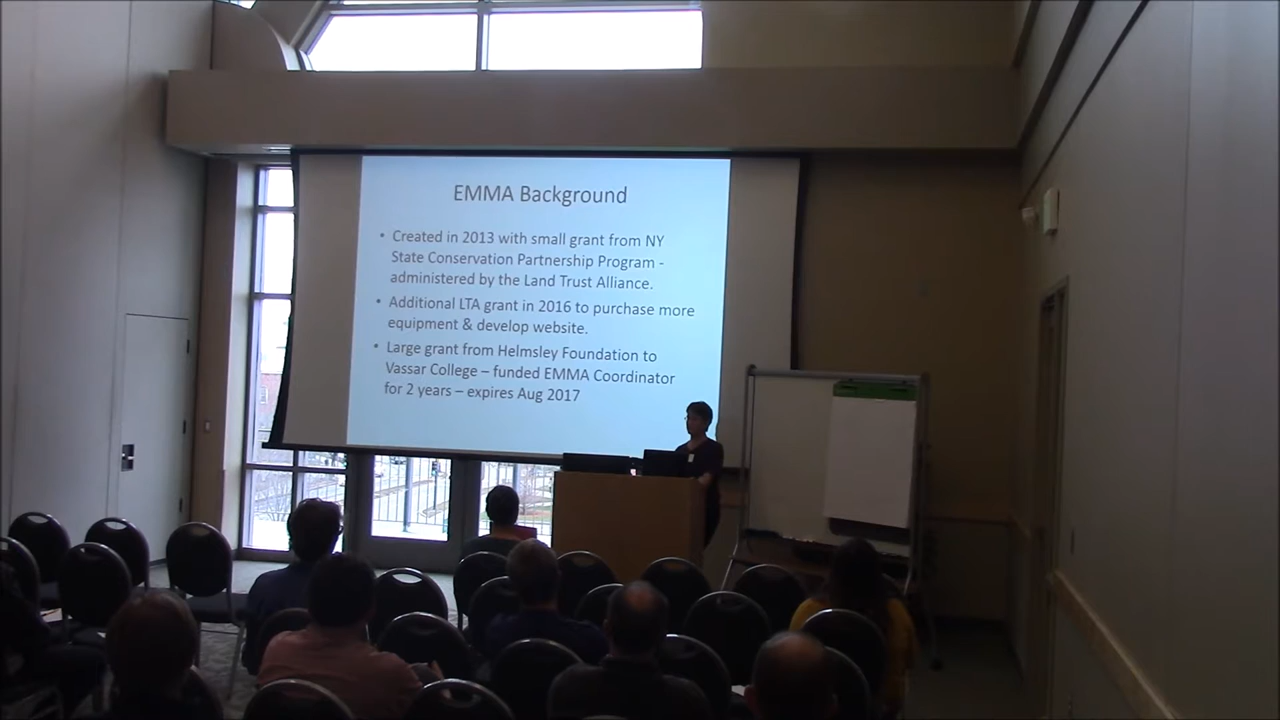 EMMA Background
• Created in 2013 with small grant from NY
State Conservation Partnership Program -
administered by the Land Trust Alliance.
• Additional LTA grant in 2016 to purchase more
equipment & develop website.
• Large grant from Helmsley Foundation to
Vassar College – funded EMMA Coordinator
for 2 years – expires Aug 2017